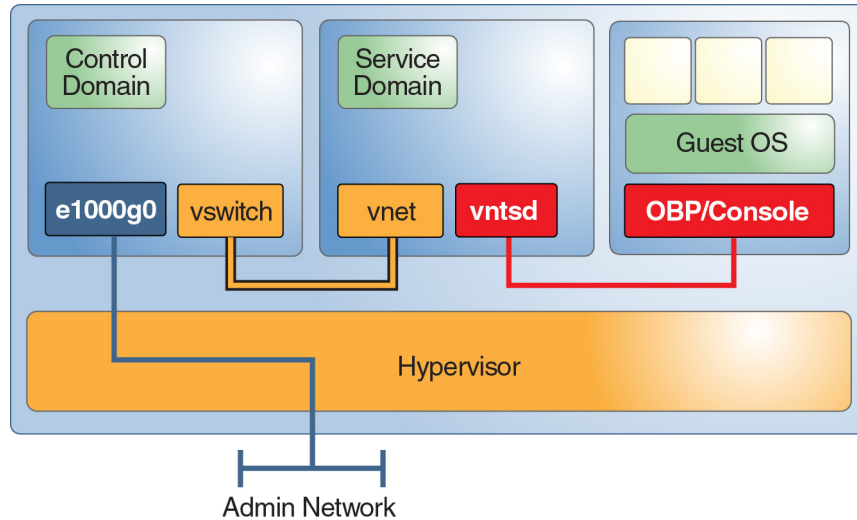 Control
Domain
Service
Domain
Guest OS
e1000g0
vswitch
vnet
vntsd
OBP/Console
Hypervisor
Admin Network